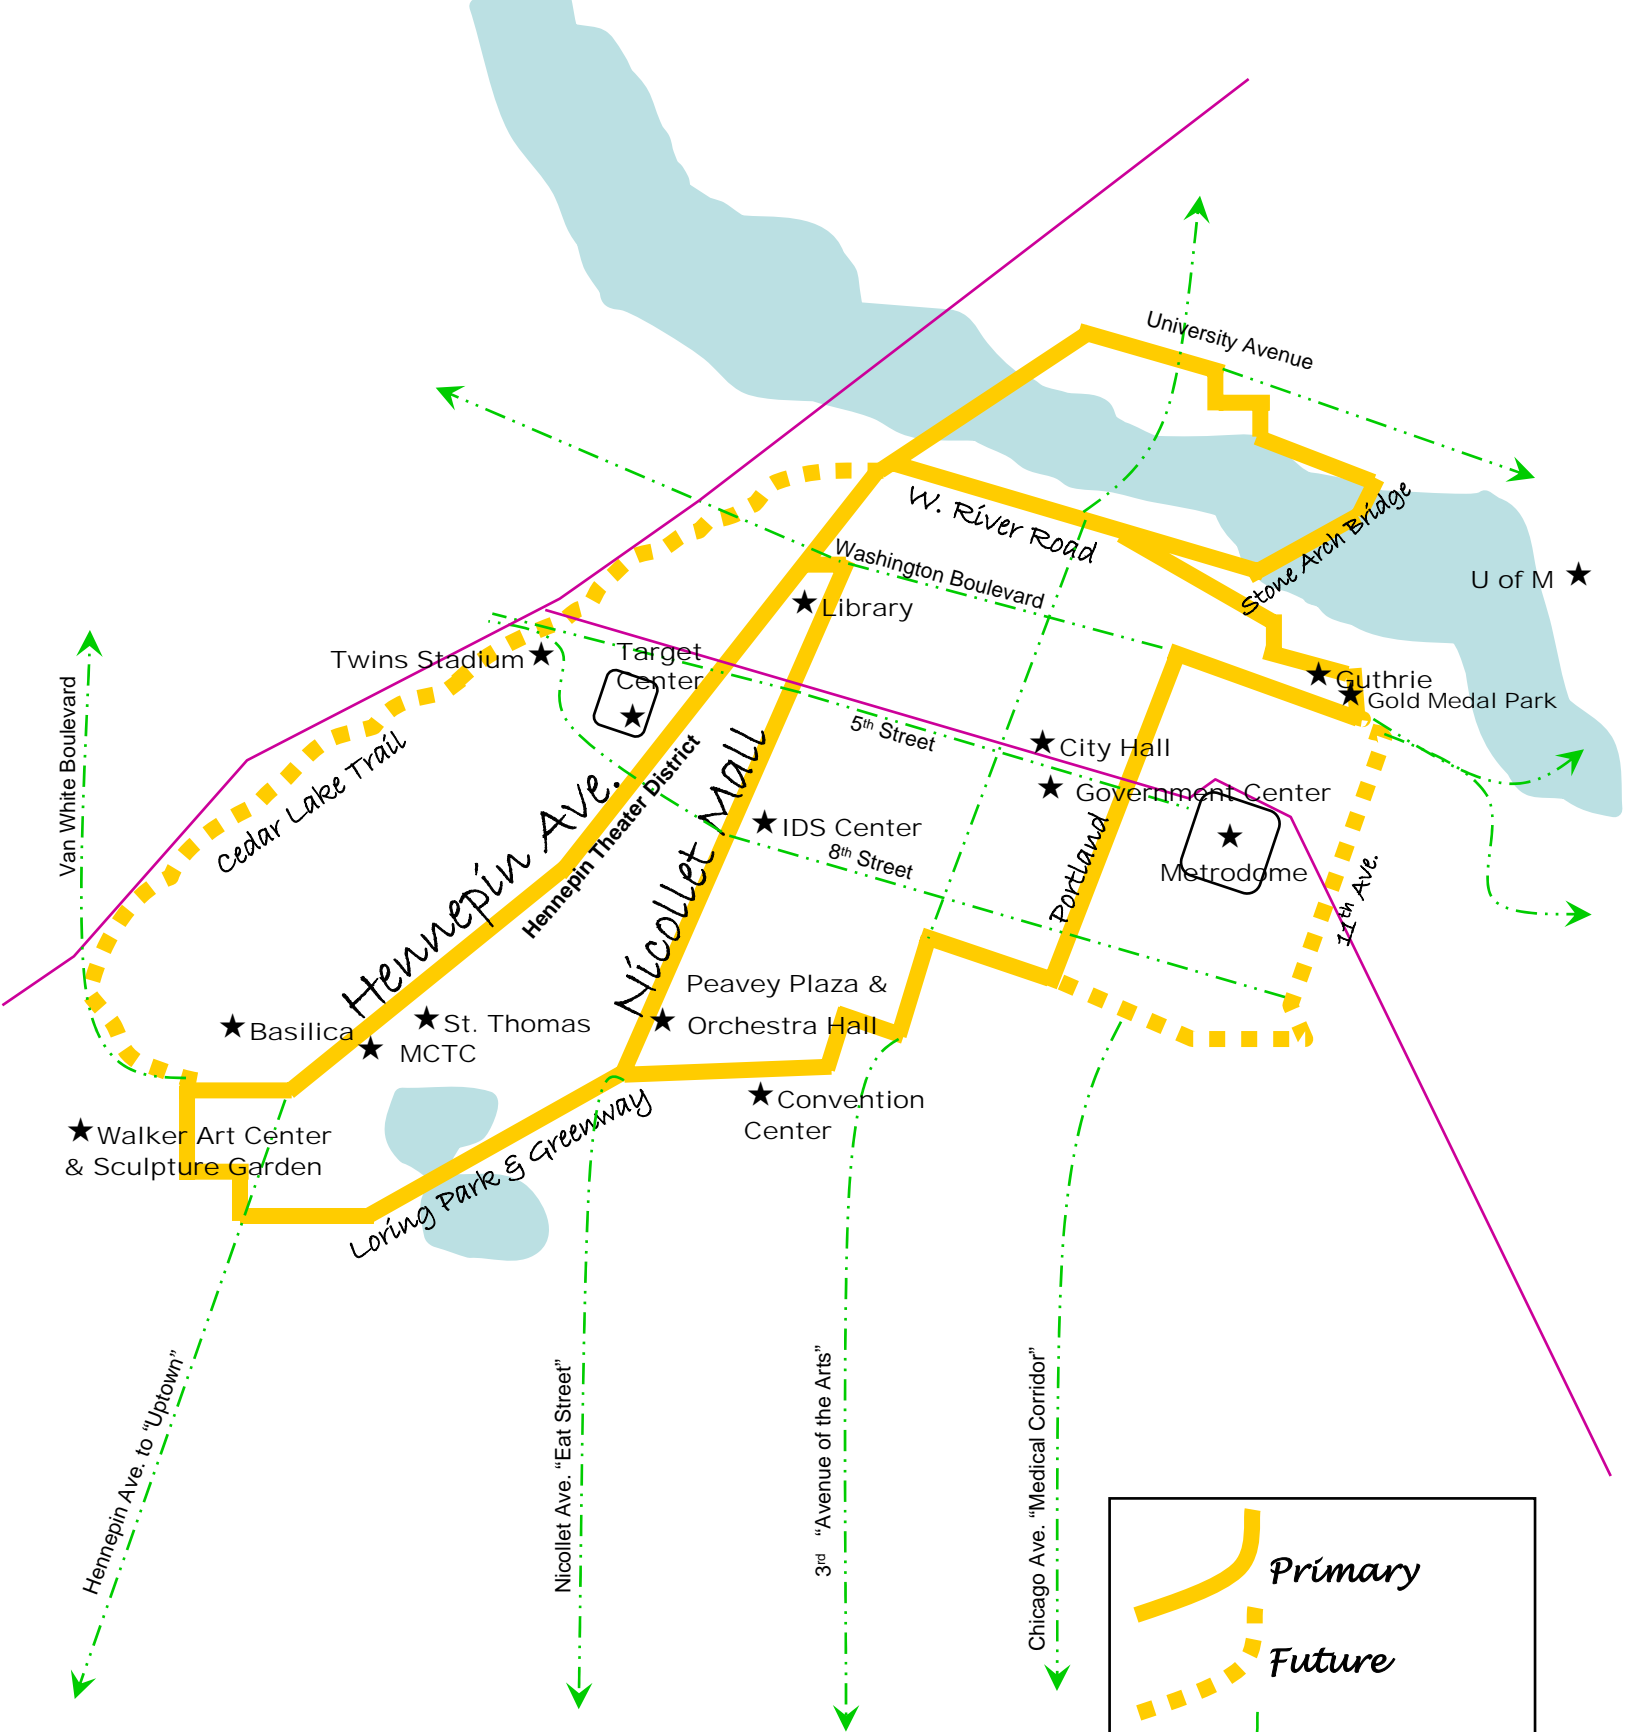 University Avenue
W. River Road
Stone Arch Bridge
Washington Boulevard
U of M
Library
Twins Stadium
Target
Center
Guthrie
Gold Medal Park
Van White Boulevard
Cedar Lake Trail
Hennepin Ave.
Hennepin Theater District
Nicollet Mall
5th Street
City Hall
Government Center
IDS Center
8th Street
Portland
Metrodome
11th Ave.
Peavey Plaza &
Orchestra Hall
Basilica
St. Thomas
MCTC
Convention
Center
Walker Art Center
& Sculpture Garden
Loring Park & Greenway
Hennepin Ave. to “Uptown”
Nicollet Ave. “Eat Street”
3rd “Avenue of the Arts”
Chicago Ave. “Medical Corridor”
Primary
Future